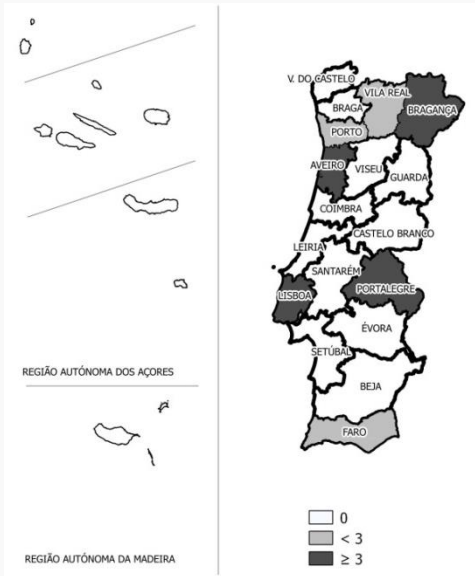 V. DO CASTELO
VILA REAL
BRAGANÇA
BRAGA
PORTO
AVEIRO
VISEU
GUARDA
COIMBRA
CASTELO BRANCO
LEIRIA
SANTARÉM
LISBOA
PORTALEGRE
ÉVORA
SETÚBAL
BEJA
FARO
REGIÃO AUTÓNOMA DOS AÇORES
REGIÃO AUTÓNOMA DA MADEIRA
0
< 3
≥ 3